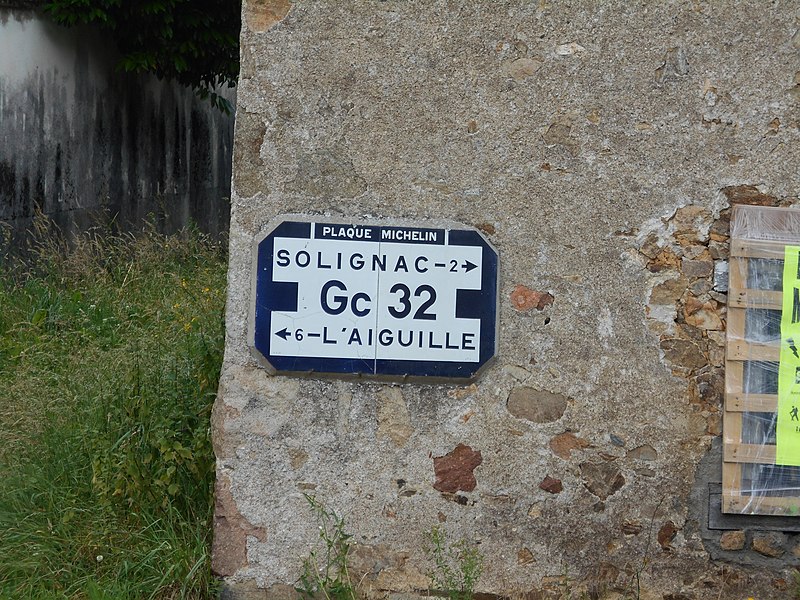 PLAQUE MICHELIN
SOLIGNAC-2→
Gc 32
←6-L'AIGUILLE